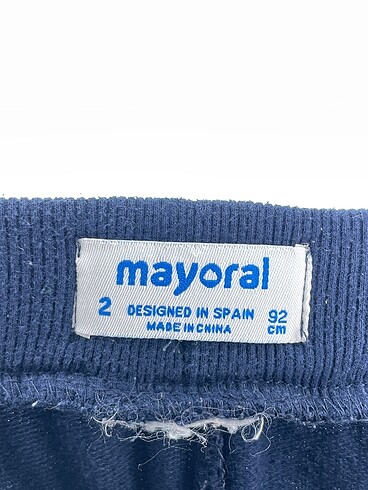 mayoral
2 DESIGNED IN SPAIN 92
MADE IN CHINA cm